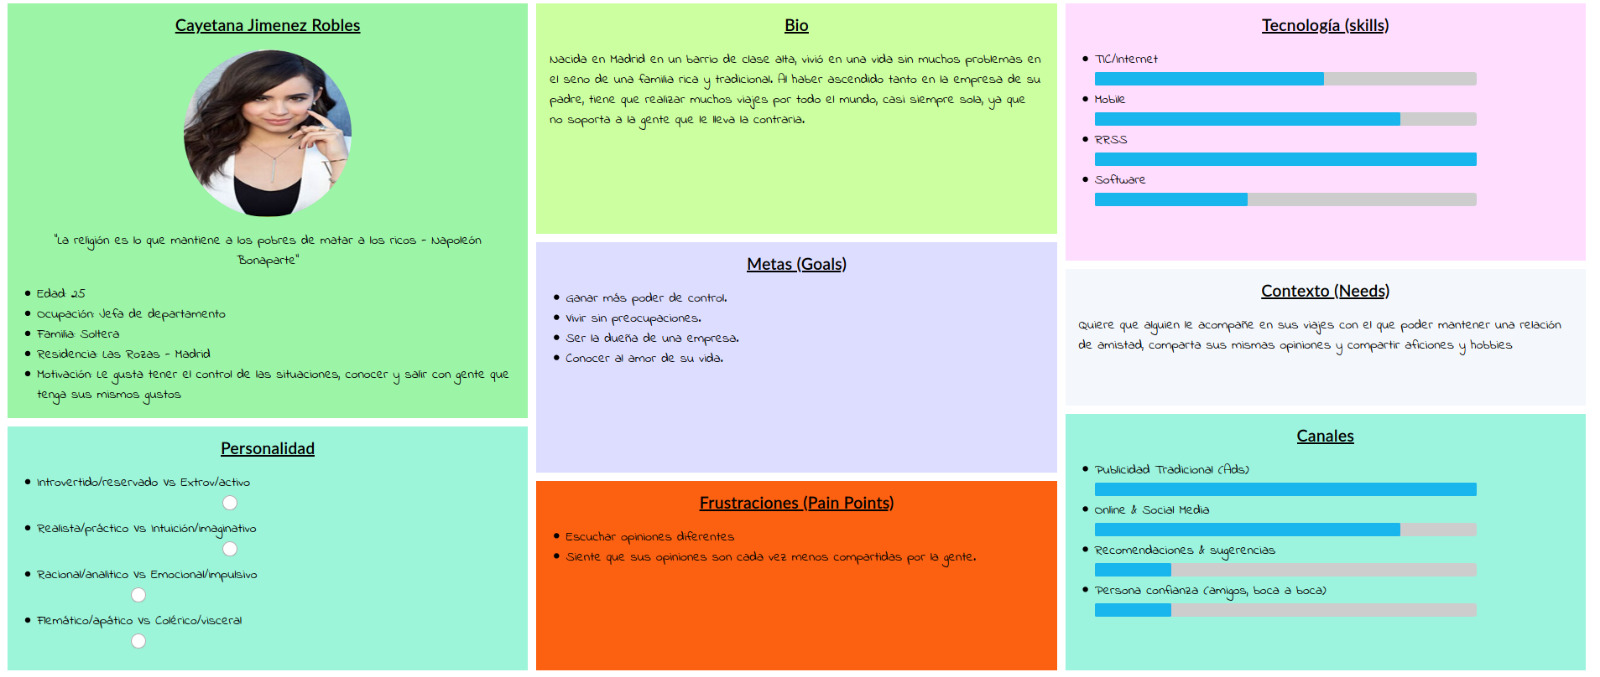 Cayetana Jimenez Robles
"La religión es lo que mantiene a los pobres de matar a los ricos - Napoleón
Bonaparte"
Edad: 25
Ocupación: Jefa de departamento
Familia: Soltera
Residencia: Las Rozas - Madrid
Motivación: Le gusta tener el control de las situaciones, conocer y salir con gente que
tenga sus mismos gustos
Personalidad
Introvertido/reservado Vs Extrov/activo
Realista/práctico Vs Intuición/imaginativo
Racional/analitico Vs Emocional/impulsivo
Flemático/apático Vs Colérico/visceral
Bio
Nacida en Madrid en un barrio de clase alta, vivió en una vida sin muchos problemas en
el seno de una familia rica y tradicional. Al haber ascendido tanto en la empresa de su
padre, tiene que realizar muchos viajes por todo el mundo, casi siempre sola, ya que
no soporta a la gente que le lleva la contraria.
Metas (Goals)
Ganar más poder de control.
Vivir sin preocupaciones.
Ser la dueña de una empresa.
Conocer al amor de su vida.
Frustraciones (Pain Points)
Escuchar opiniones diferentes
Siente que sus opiniones son cada vez menos compartidas por la gente.
Tecnología (skills)
TIC/Internet
Mobile
RRSS
Software
Contexto (Needs)
Quiere que alguien le acompañe en sus viajes con el que poder mantener una relación
de amistad, comparta sus mismas opiniones y compartir aficiones y hobbies
Canales
Publicidad Tradicional (Ads)
Online & Social Media
Recomendaciones & sugerencias
Persona confianza (amigos, boca a boca)